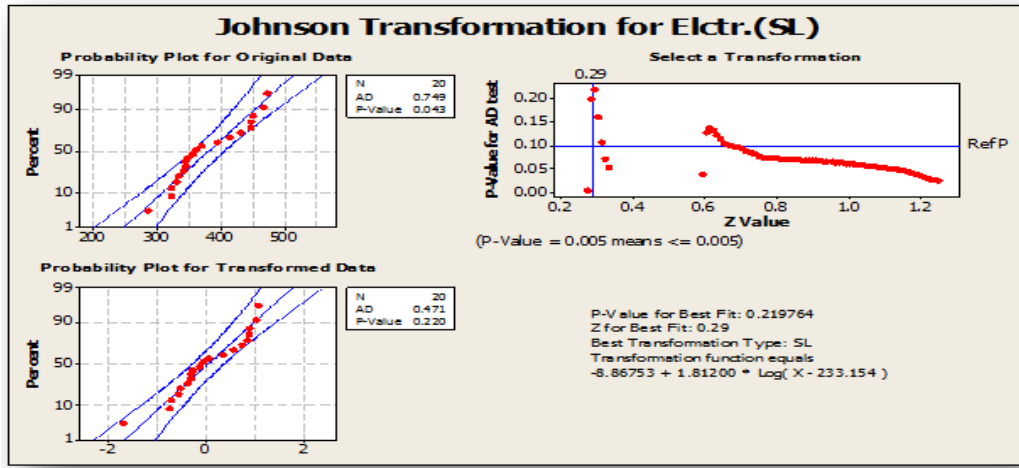 Johnson Transformation for Elctr.(SL)
Probability Plot for Original Data
99
90
50
10
1
Percent
200 300 400 500
N 20
AD 0.749
P-Value 0.043
Select a Transformation
0.29
0.20
0.15
0.10
0.05
0.00
P-Value for AD test
Ref P
0.2 0.4 0.6 0.8 1.0 1.2
Z Value
(P-Value = 0.005 means <= 0.005)
Probability Plot for Transformed Data
99
90
50
10
1
Percent
-2 0 2
N 20
AD 0.471
P-Value 0.220
P-Value for Best Fit: 0.219764
Z for Best Fit: 0.29
Best Transformation Type: SL
Transformation function equals
-8.86753 + 1.81200 * Log( X - 233.154 )